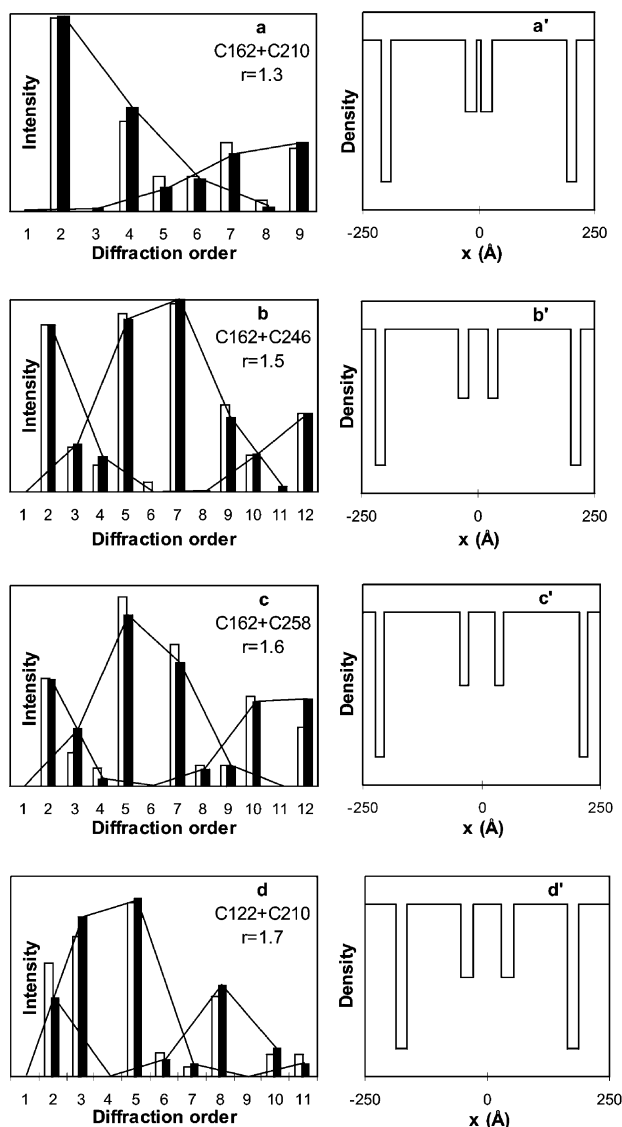 a
C162+C210
r=1.3
Intensity
1 2 3 4 5 6 7 8 9
Diffraction order
a'
Density
-250 0 250
x (Å)
b
C162+C246
r=1.5
Intensity
1 2 3 4 5 6 7 8 9 10 11 12
Diffraction order
b'
Density
-250 0 250
x (Å)
c
C162+C258
r=1.6
Intensity
1 2 3 4 5 6 7 8 9 10 11 12
Diffraction order
c'
Density
-250 0 250
x (Å)
d
C122+C210
r=1.7
Intensity
1 2 3 4 5 6 7 8 9 10 11
Diffraction order
d'
Density
-250 0 250
x (Å)